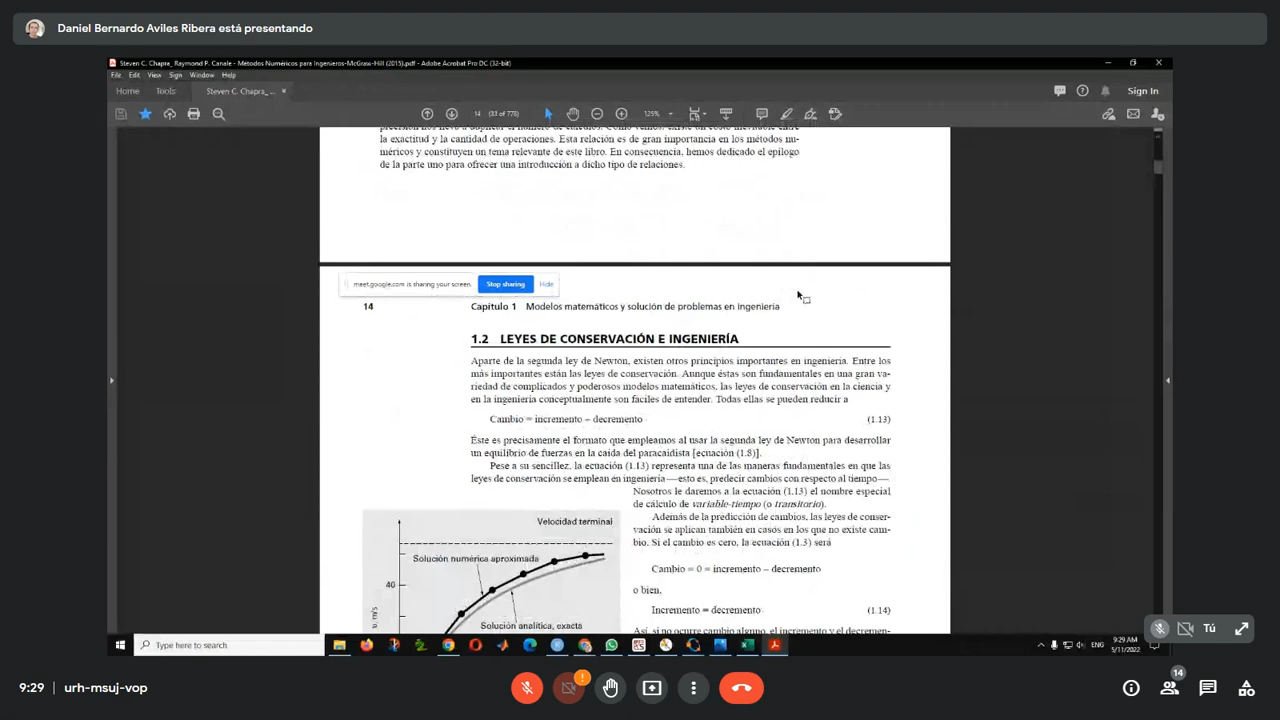 Daniel Bernardo Aviles Ribera está presentando
Steven C. Chapra_ Raymond P. Canale - Métodos Numéricos para Ingenieros-McGraw-Hill (2015).pdf - Adobe Acrobat Pro DC (32-bit)
File Edit View Sign Window Help
Home Tools Steven C. Chapra_ ... × Sign In
14 (33 of 778) 125%
la exactitud y la cantidad de operaciones. Esta relación es de gran importancia en los métodos nu-
méricos y constituyen un tema relevante de este libro. En consecuencia, hemos dedicado el epílogo
de la parte uno para ofrecer una introducción a dicho tipo de relaciones.
meet.google.com is sharing your screen. Stop sharing Hide
14 Capítulo 1 Modelos matemáticos y solución de problemas en ingeniería
1.2 LEYES DE CONSERVACIÓN E INGENIERÍA
Aparte de la segunda ley de Newton, existen otros principios importantes en ingeniería. Entre los
más importantes están las leyes de conservación. Aunque éstas son fundamentales en una gran va-
riedad de complicados y poderosos modelos matemáticos, las leyes de conservación en la ciencia y
en la ingeniería conceptualmente son fáciles de entender. Todas ellas se pueden reducir a
Cambio = incremento – decremento (1.13)
Éste es precisamente el formato que empleamos al usar la segunda ley de Newton para desarrollar
un equilibrio de fuerzas en la caída del paracaidista [ecuación (1.8)].
Pese a su sencillez, la ecuación (1.13) representa una de las maneras fundamentales en que las
leyes de conservación se emplean en ingeniería—esto es, predecir cambios con respecto al tiempo—
Nosotros le daremos a la ecuación (1.13) el nombre especial
de cálculo de variable-tiempo (o transitorio).
Además de la predicción de cambios, las leyes de conser-
vación se aplican también en casos en los que no existe cam-
bio. Si el cambio es cero, la ecuación (1.3) será
Cambio = 0 = incremento – decremento
o bien,
Incremento = decremento (1.14)
Así, si no ocurre cambio alguno, el incremento y el decremen-
Velocidad terminal
Solución numérica aproximada
40
Solución analítica, exacta
m/s
Tú
Type here to search
ENG
9:29 AM
5/11/2022
9:29 urh-msuj-vop
14